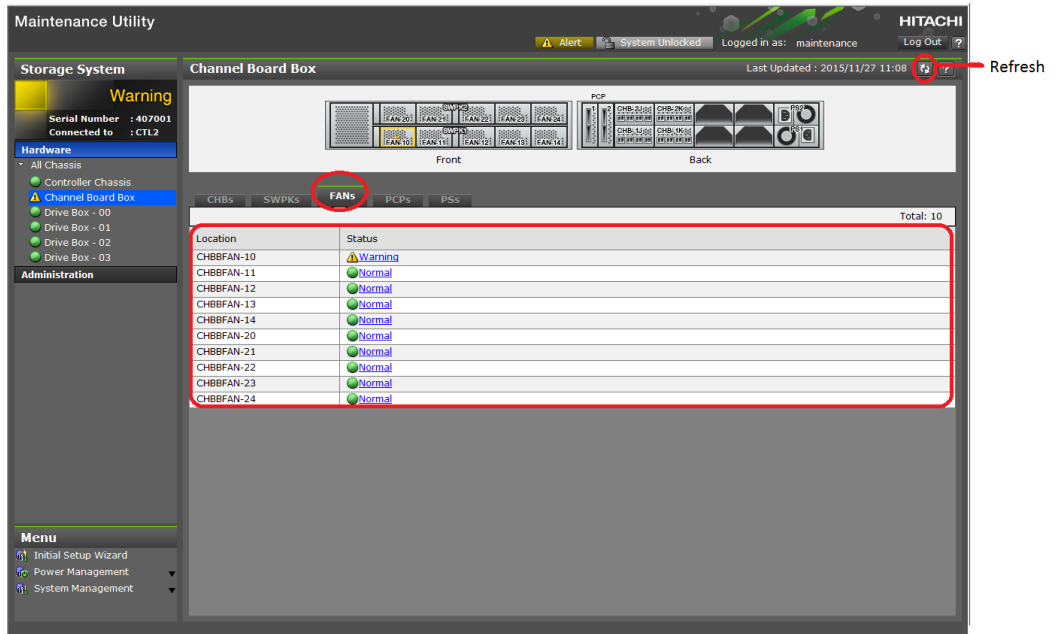 Maintenance Utility
HITACHI
Alert
System Unlocked
Logged in as: maintenance
Log Out
?
Storage System
Warning
Serial Number : 407001
Connected to : CTL2
Hardware
All Chassis
Controller Chassis
Channel Board Box
Drive Box - 00
Drive Box - 01
Drive Box - 02
Drive Box - 03
Administration
Menu
Initial Setup Wizard
Power Management
System Management
Channel Board Box
Last Updated : 2015/11/27 11:08
?
Refresh
SWPK2
FAN-20 FAN-21 FAN-22 FAN-23 FAN-24
SWPK1
FAN-10 FAN-11 FAN-12 FAN-13 FAN-14
Front
PCP
1 2
CHB-2J CHB-2K
PS2
CHB-1J CHB-1K
PS1
Back
CHBs SWPKs FANs PCPs PSs
Total: 10
Location Status
CHBBFAN-10 Warning
CHBBFAN-11 Normal
CHBBFAN-12 Normal
CHBBFAN-13 Normal
CHBBFAN-14 Normal
CHBBFAN-20 Normal
CHBBFAN-21 Normal
CHBBFAN-22 Normal
CHBBFAN-23 Normal
CHBBFAN-24 Normal